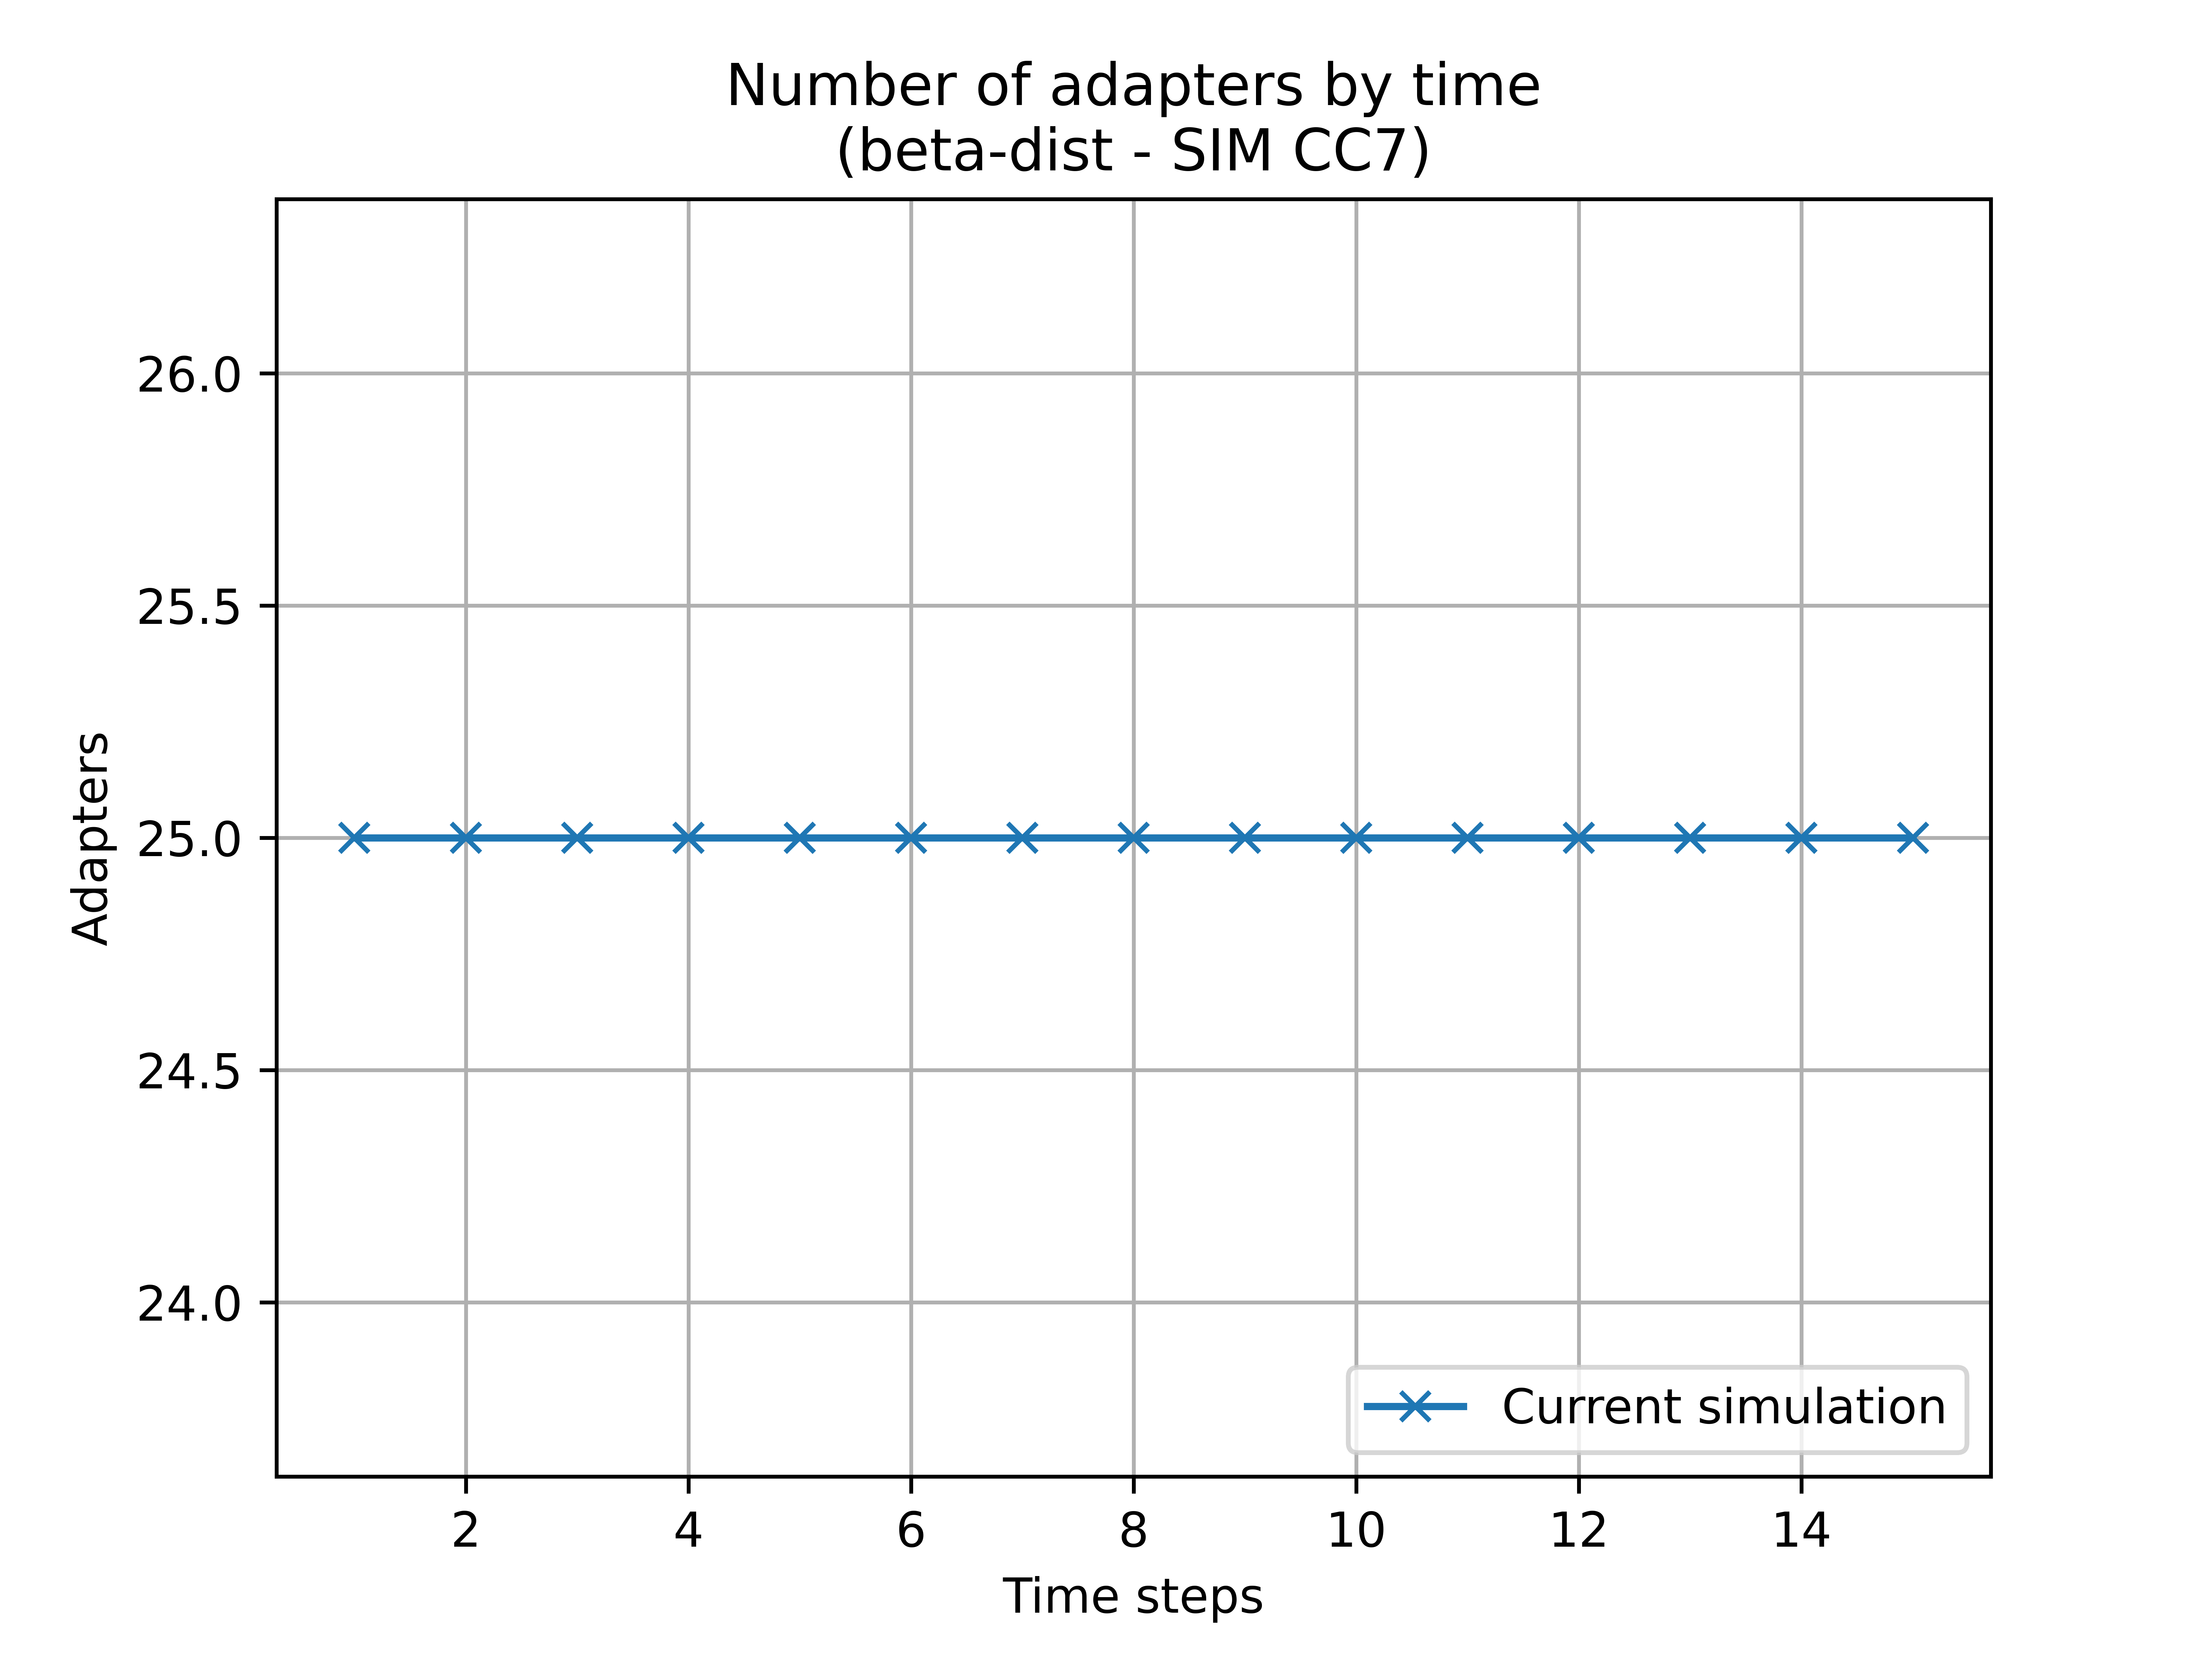 Number of adapters by time
(beta-dist - SIM CC7)
26.0
25.5
25.0
24.5
24.0
Adapters
Current simulation
2 4 6 8 10 12 14
Time steps